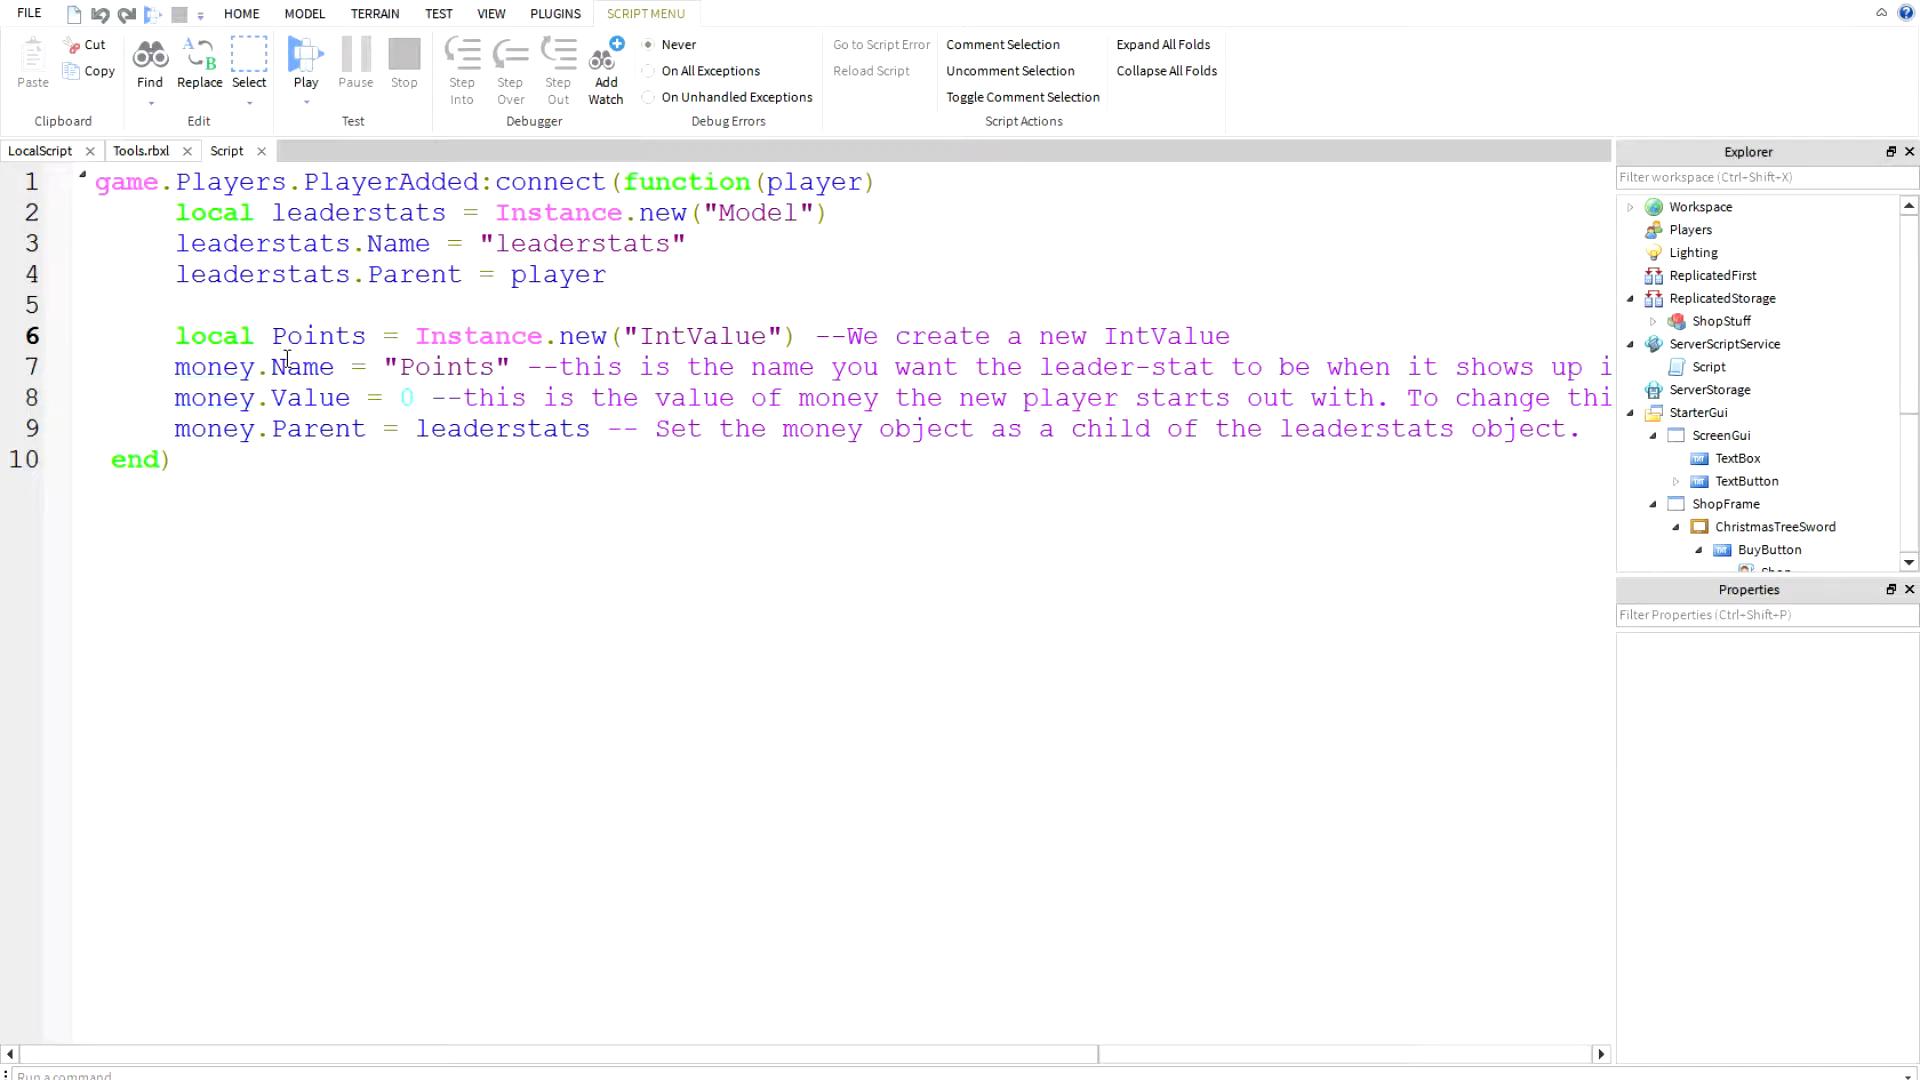 FILE HOME MODEL TERRAIN TEST VIEW PLUGINS SCRIPT MENU
Paste
Cut
Copy
Clipboard
Find Replace Select
Edit
Play Pause Stop
Test
Step Into Step Over Step Out Add Watch
Debugger
Never
On All Exceptions
On Unhandled Exceptions
Debug Errors
Go to Script Error
Reload Script
Comment Selection
Uncomment Selection
Toggle Comment Selection
Script Actions
Expand All Folds
Collapse All Folds
LocalScript Tools.rbxl Script
1 game.Players.PlayerAdded:connect(function(player)
2 local leaderstats = Instance.new("Model")
3 leaderstats.Name = "leaderstats"
4 leaderstats.Parent = player
5
6 local Points = Instance.new("IntValue") --We create a new IntValue
7 money.Name = "Points" --this is the name you want the leader-stat to be when it shows up i
8 money.Value = 0 --this is the value of money the new player starts out with. To change thi
9 money.Parent = leaderstats -- Set the money object as a child of the leaderstats object.
10 end)
Explorer
Filter workspace (Ctrl+Shift+X)
Workspace
Players
Lighting
ReplicatedFirst
ReplicatedStorage
ShopStuff
ServerScriptService
Script
ServerStorage
StarterGui
ScreenGui
TextBox
TextButton
ShopFrame
ChristmasTreeSword
BuyButton
Shop
Properties
Filter Properties (Ctrl+Shift+P)
Run a command